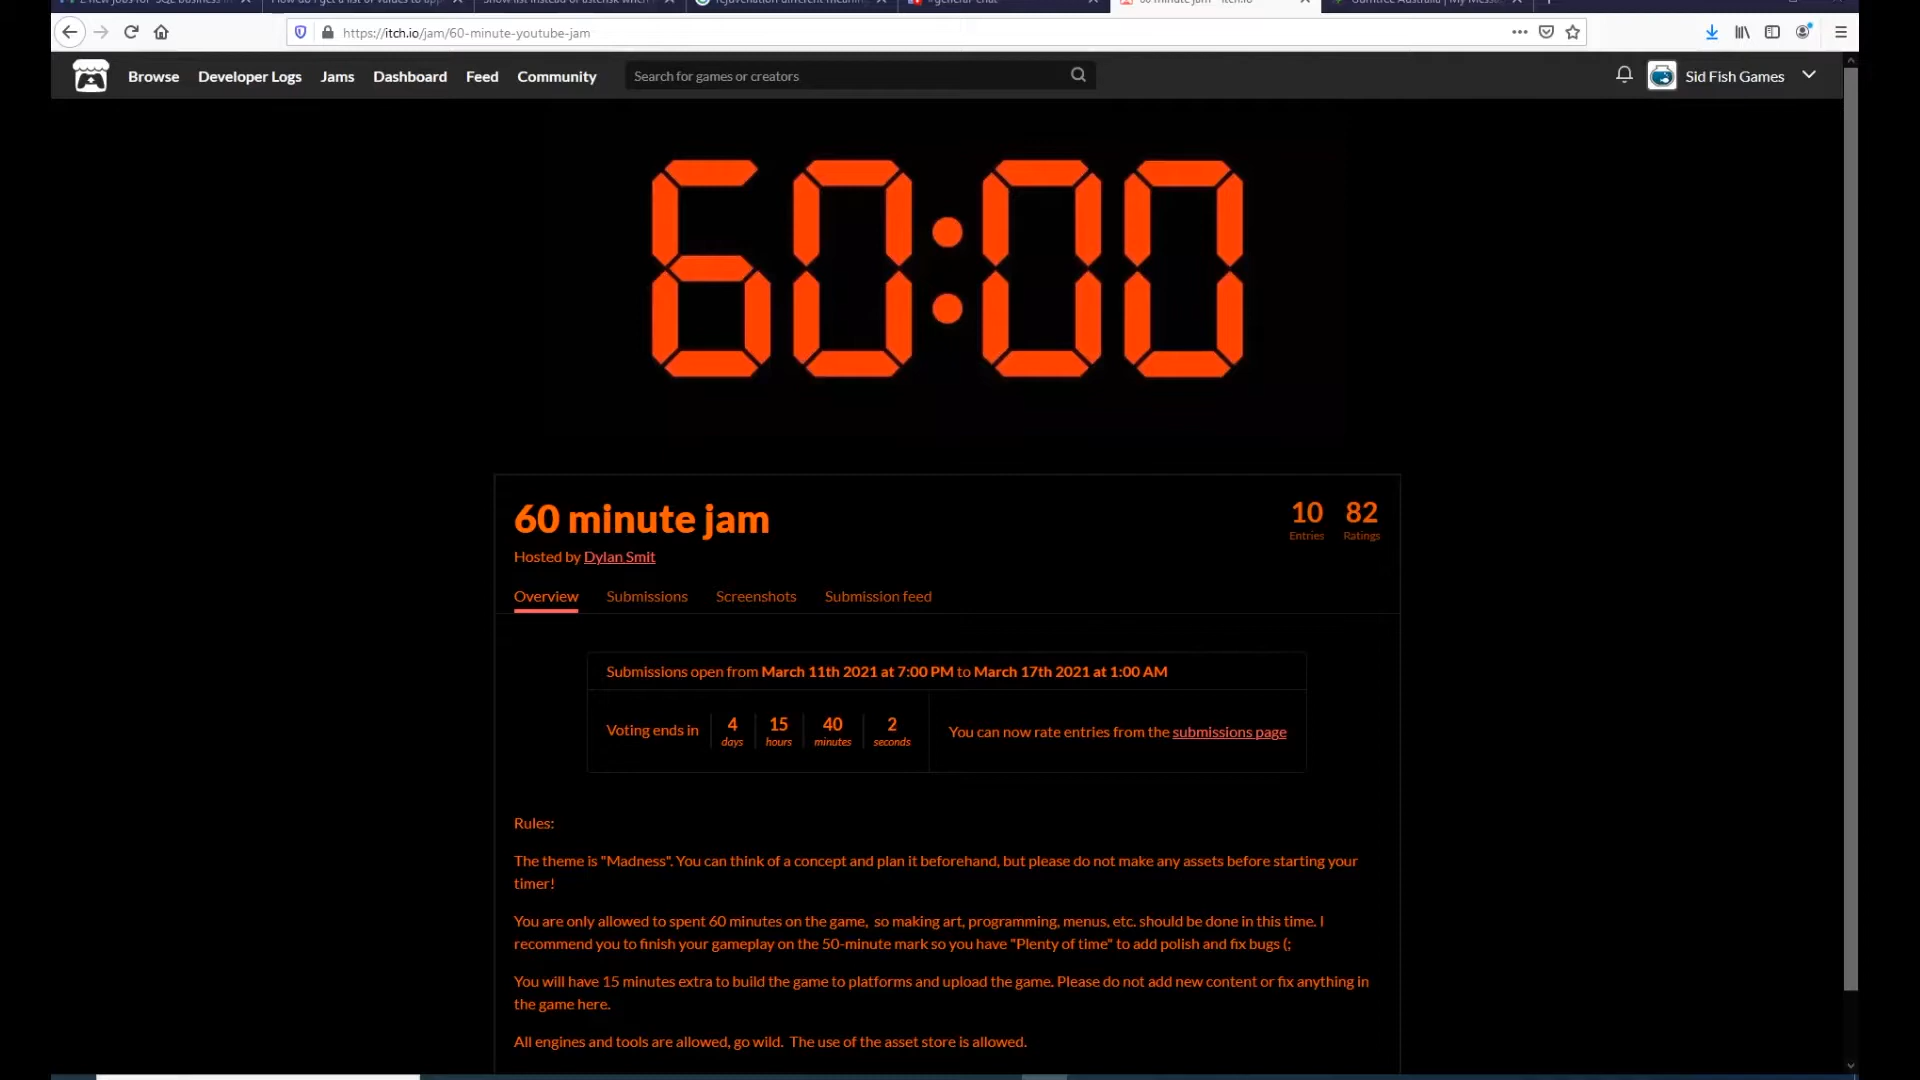 https://itch.io/jam/60-minute-youtube-jam
Browse Developer Logs Jams Dashboard Feed Community Search for games or creators Sid Fish Games
60:00
60 minute jam
10 82
Entries Ratings
Hosted by Dylan Smit
Overview Submissions Screenshots Submission feed
Submissions open from March 11th 2021 at 7:00 PM to March 17th 2021 at 1:00 AM
Voting ends in 4 days 15 hours 40 minutes 2 seconds
You can now rate entries from the submissions page
Rules:
The theme is "Madness". You can think of a concept and plan it beforehand, but please do not make any assets before starting your
timer!
You are only allowed to spent 60 minutes on the game,  so making art, programming, menus, etc. should be done in this time. I
recommend you to finish your gameplay on the 50-minute mark so you have "Plenty of time" to add polish and fix bugs (;
You will have 15 minutes extra to build the game to platforms and upload the game. Please do not add new content or fix anything in
the game here.
All engines and tools are allowed, go wild.  The use of the asset store is allowed.